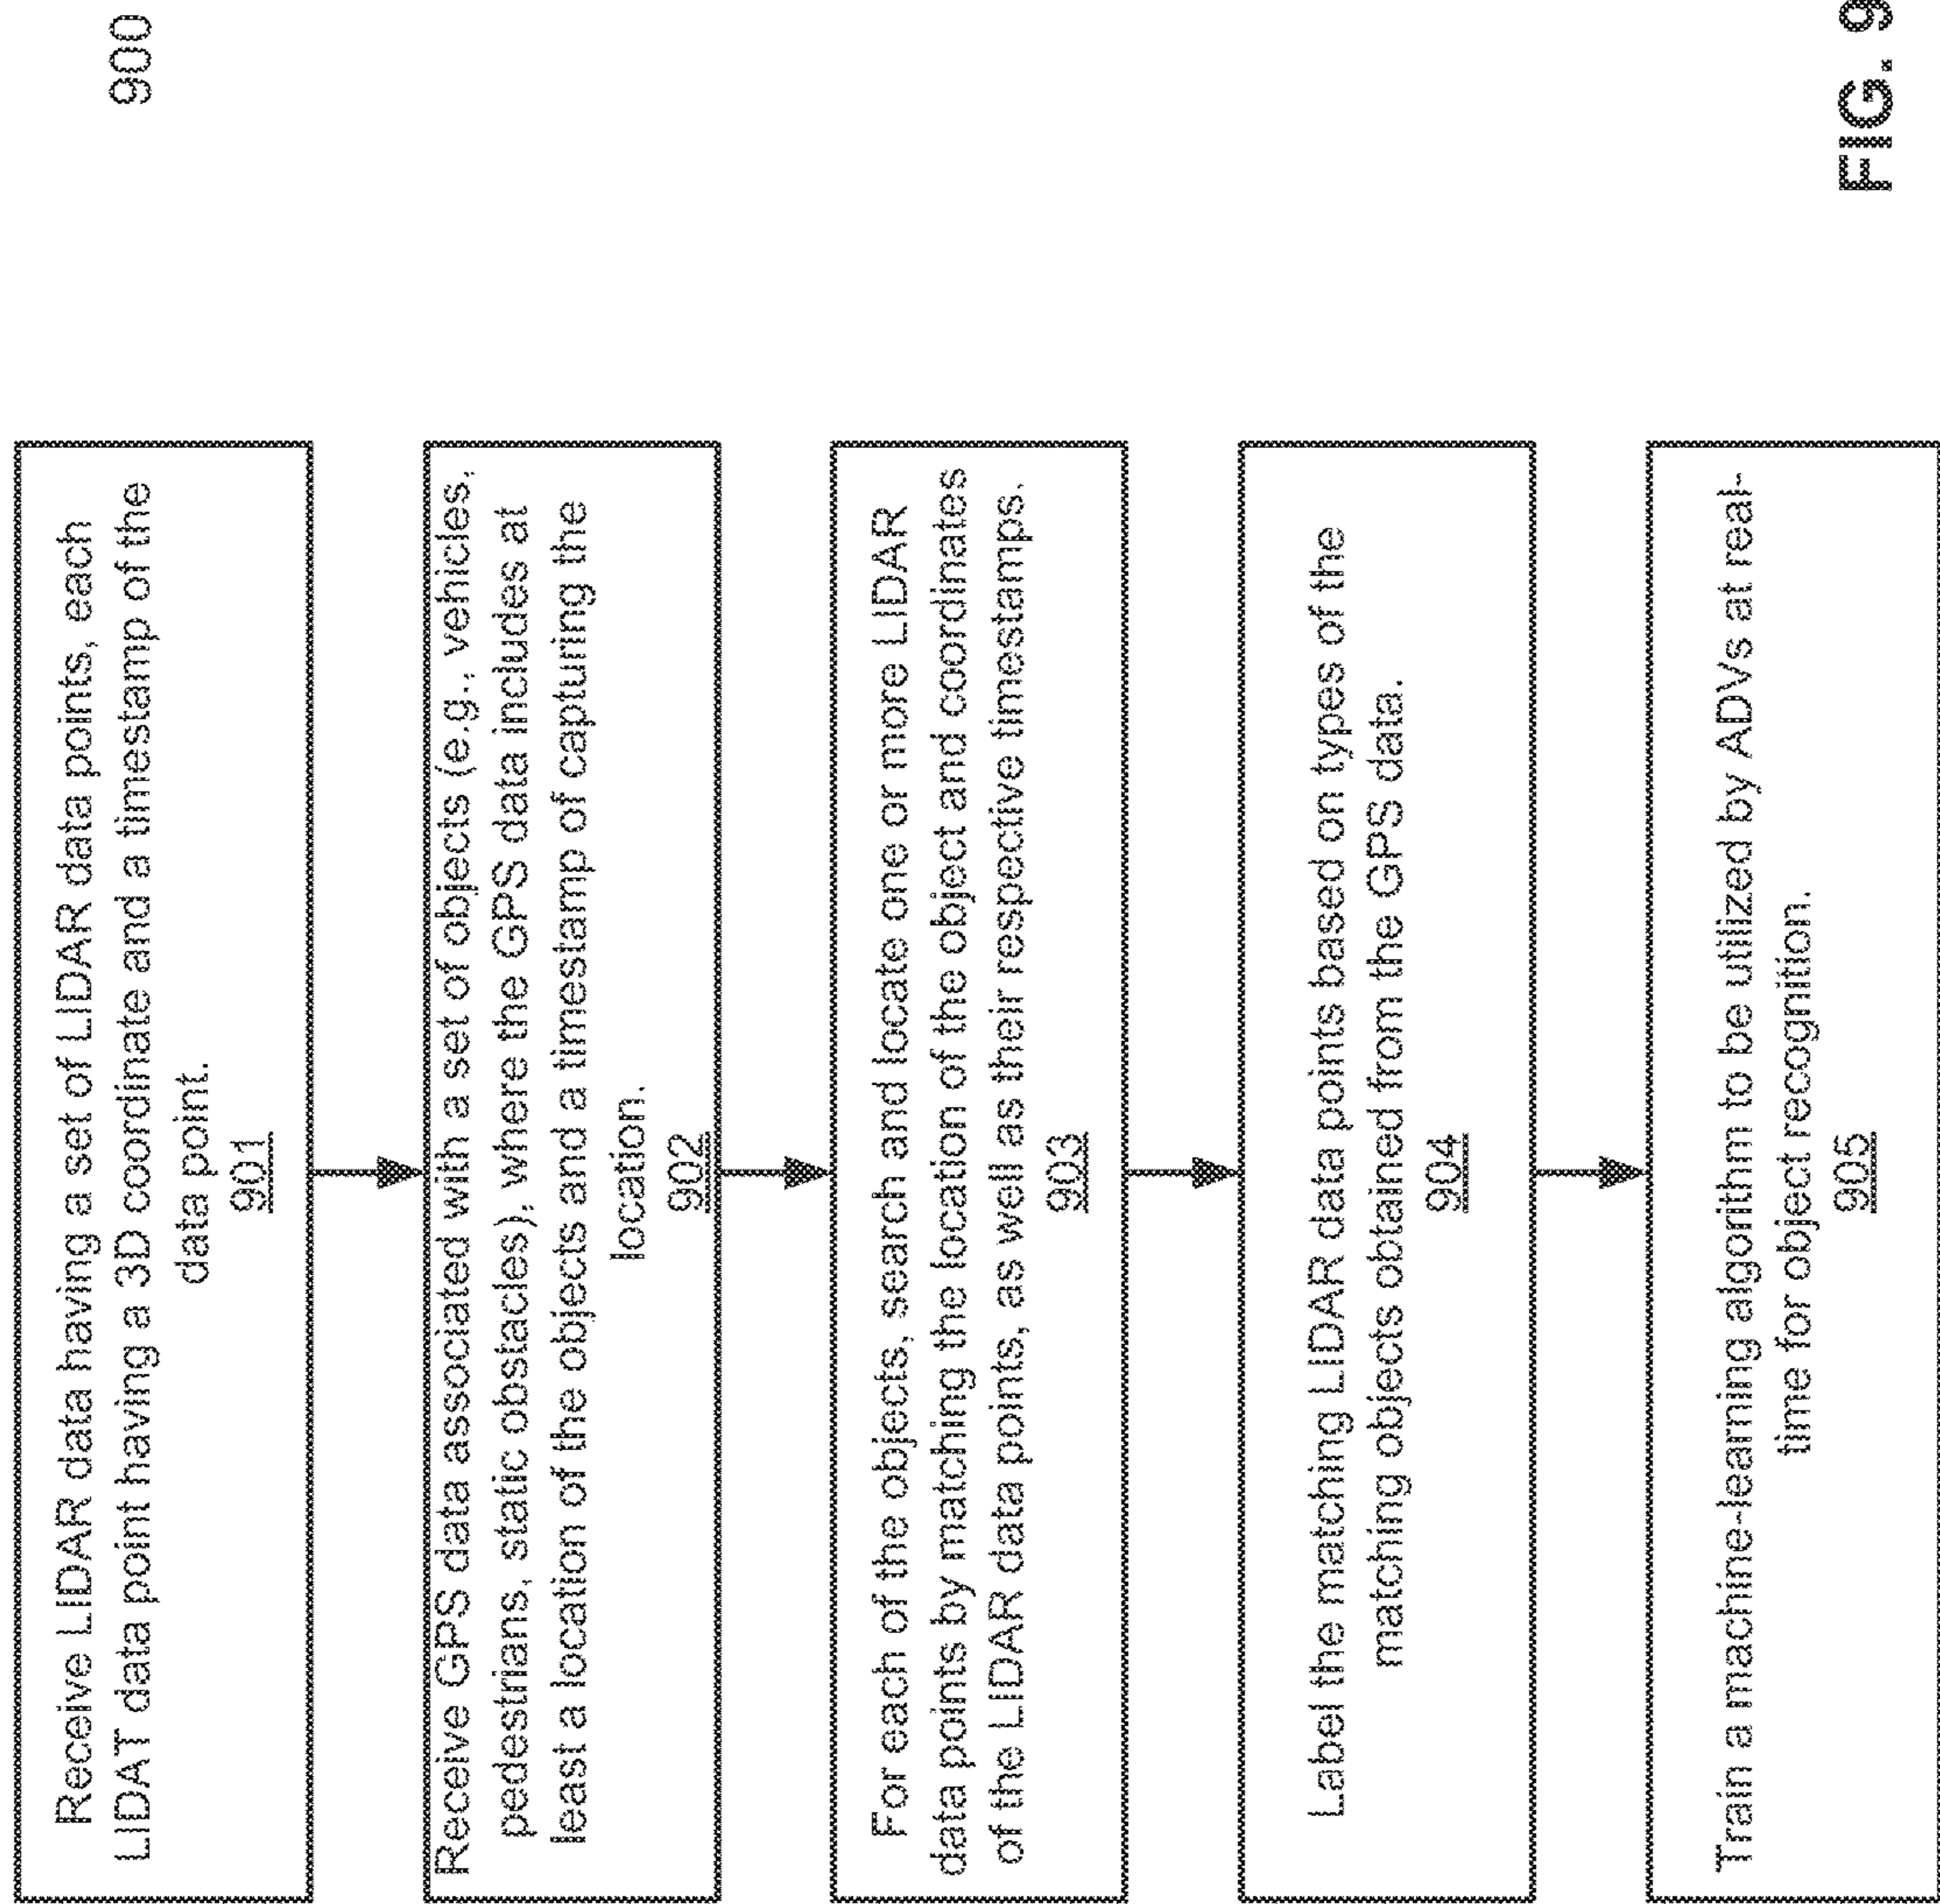 900
Receive LIDAR data having a set of LIDAR data points, each
LIDAT data point having a 3D coordinate and a timestamp of the
data point.
901
Receive GPS data associated with a set of objects (e.g., vehicles,
pedestrians, static obstacles), where the GPS data includes at
least a location of the objects and a timestamp of capturing the
location.
902
For each of the objects, search and locate one or more LIDAR
data points by matching the location of the object and coordinates
of the LIDAR data points, as well as their respective timestamps.
903
Label the matching LIDAR data points based on types of the
matching objects obtained from the GPS data.
904
Train a machine-learning algorithm to be utilized by ADVs at real-
time for object recognition.
905
FIG. 9